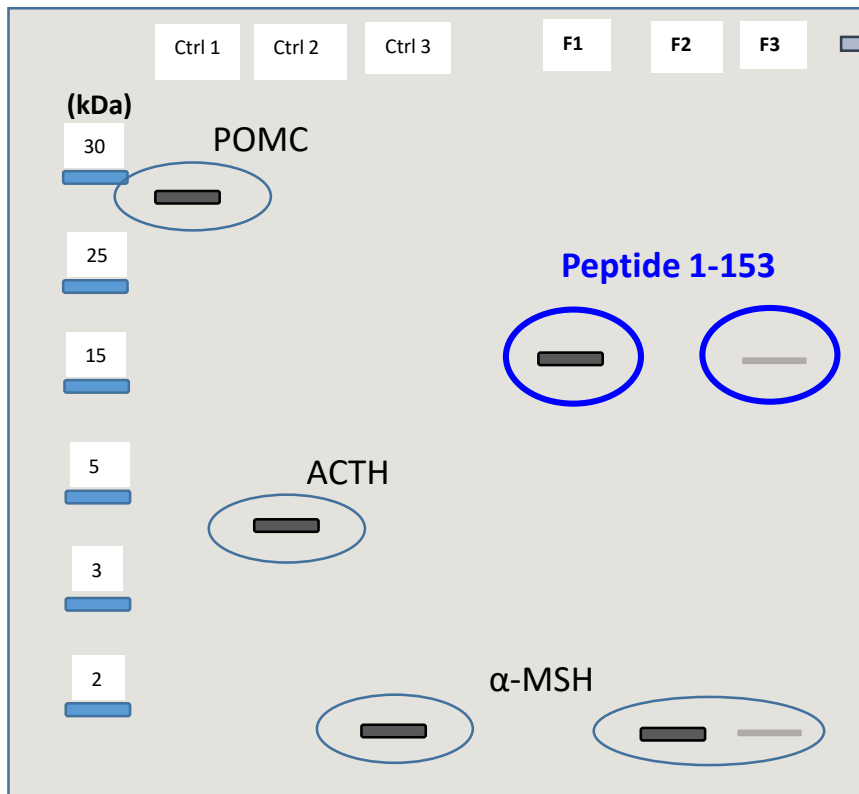 Ctrl 1 Ctrl 2 Ctrl 3 F1 F2 F3
(kDa)
30
POMC
25
Peptide 1-153
15
5
ACTH
3
2
α-MSH